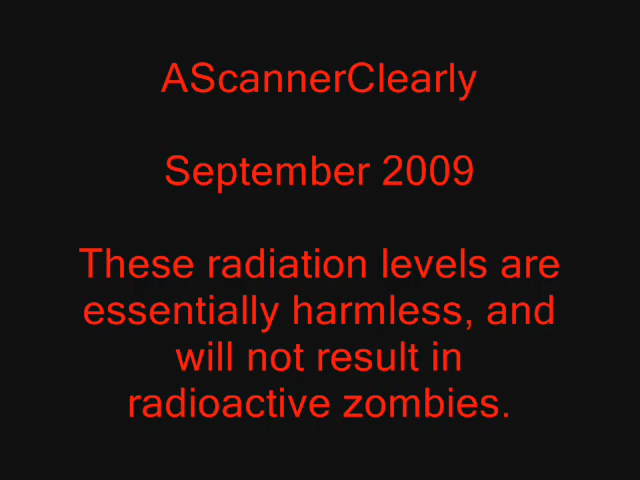 AScannerClearly
September 2009
These radiation levels are
essentially harmless, and
will not result in
radioactive zombies.